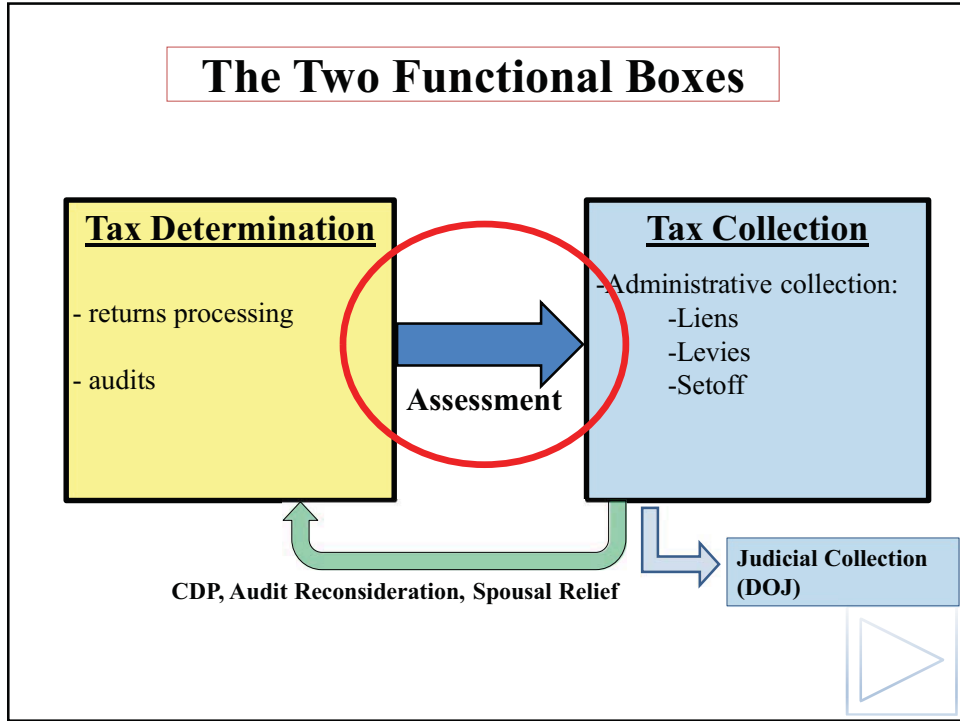 The Two Functional Boxes
Tax Determination
- returns processing
- audits
Assessment
Tax Collection
-Administrative collection:
-Liens
-Levies
-Setoff
CDP, Audit Reconsideration, Spousal Relief
Judicial Collection
(DOJ)